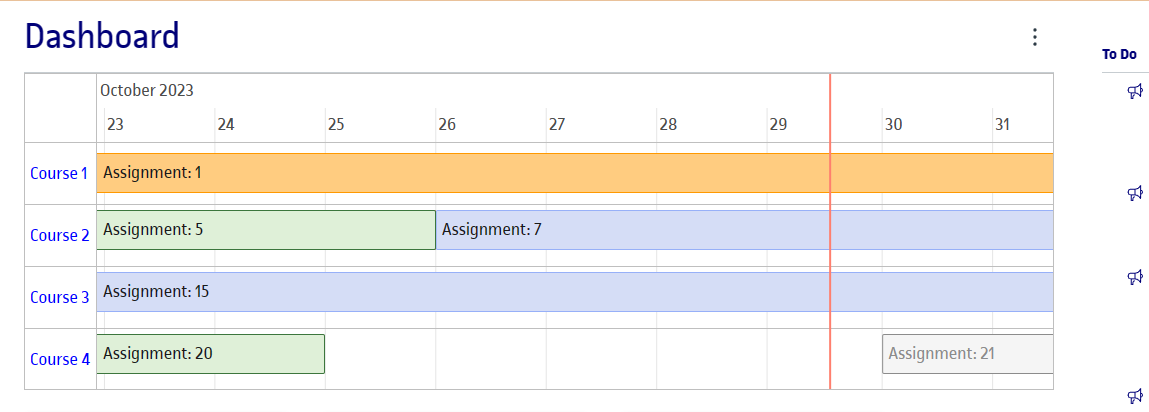 Dashboard
To Do
October 2023
23 24 25 26 27 28 29 30 31
Course 1 Assignment: 1
Course 2 Assignment: 5 Assignment: 7
Course 3 Assignment: 15
Course 4 Assignment: 20 Assignment: 21